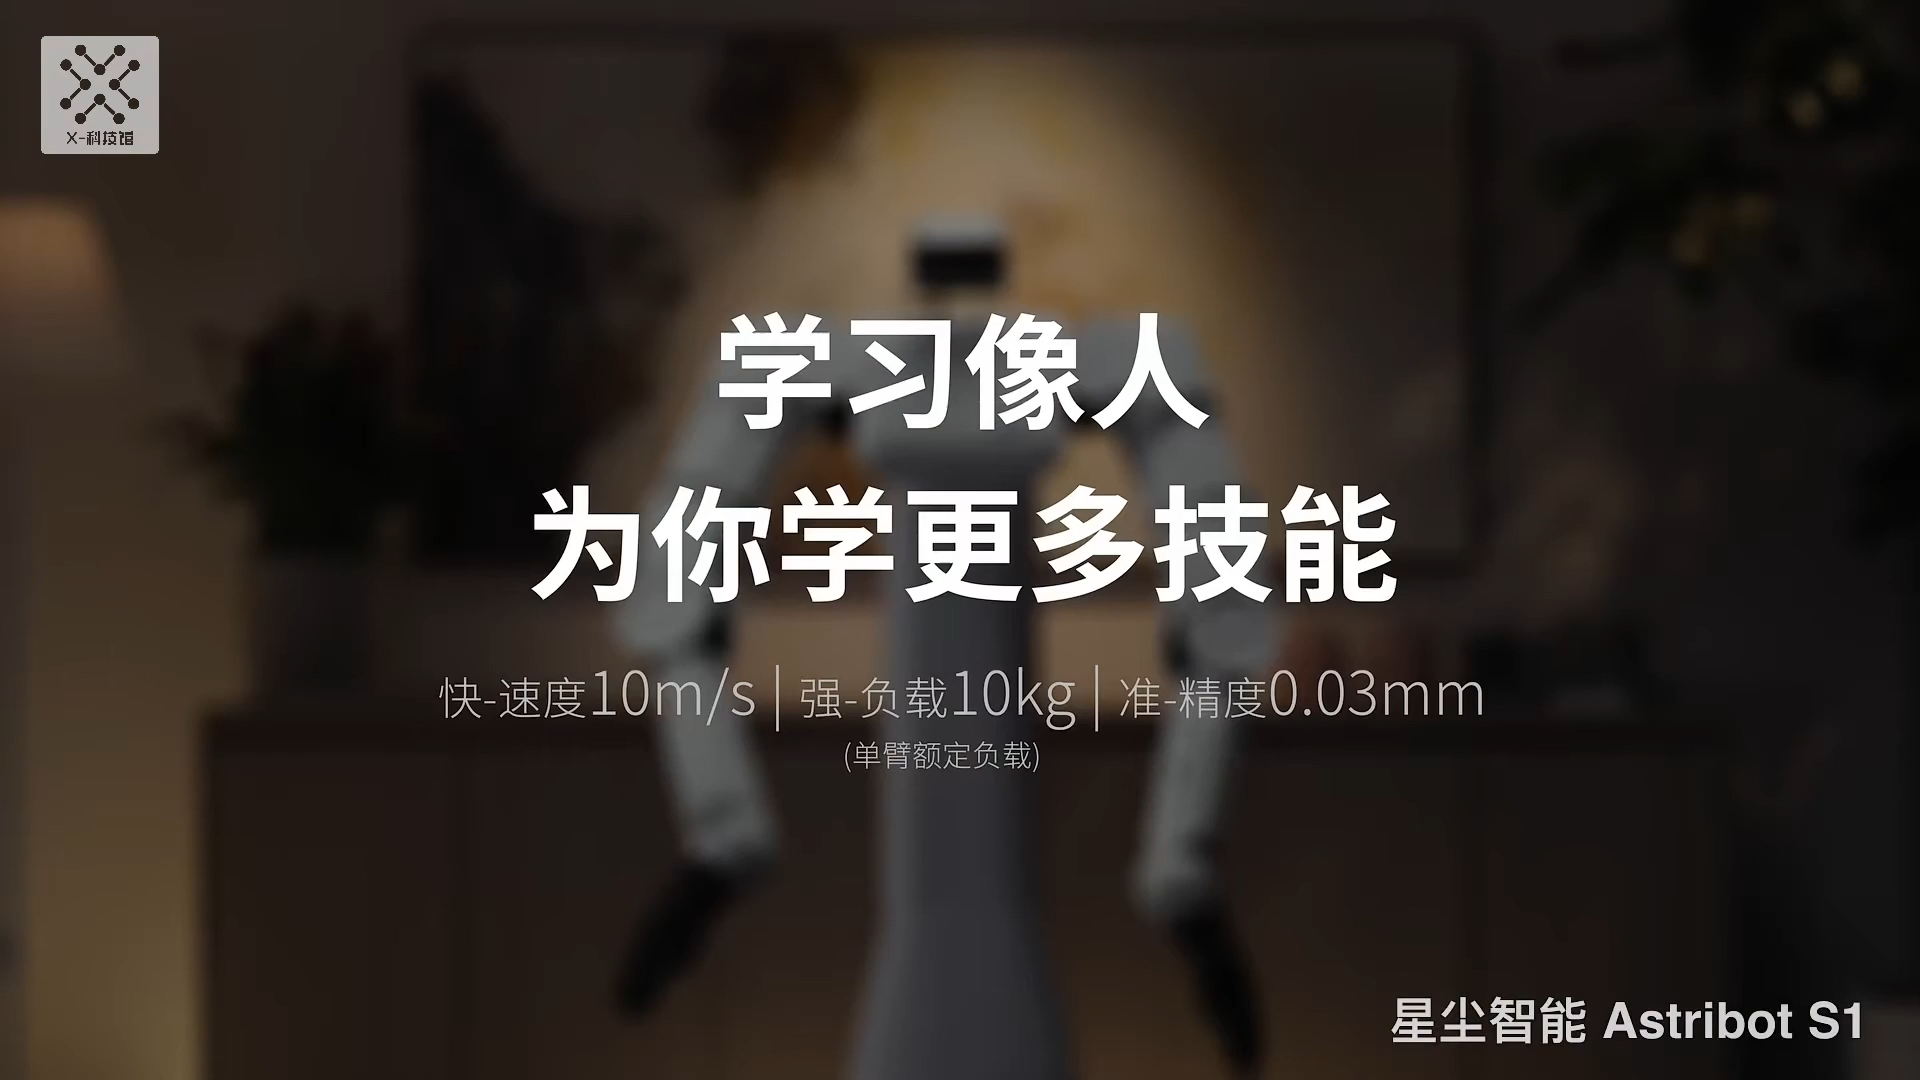 X-科技馆
学习像人
为你学更多技能
快-速度10m/s | 强-负载10kg | 准-精度0.03mm
(单臂额定负载)
星尘智能 Astribot S1